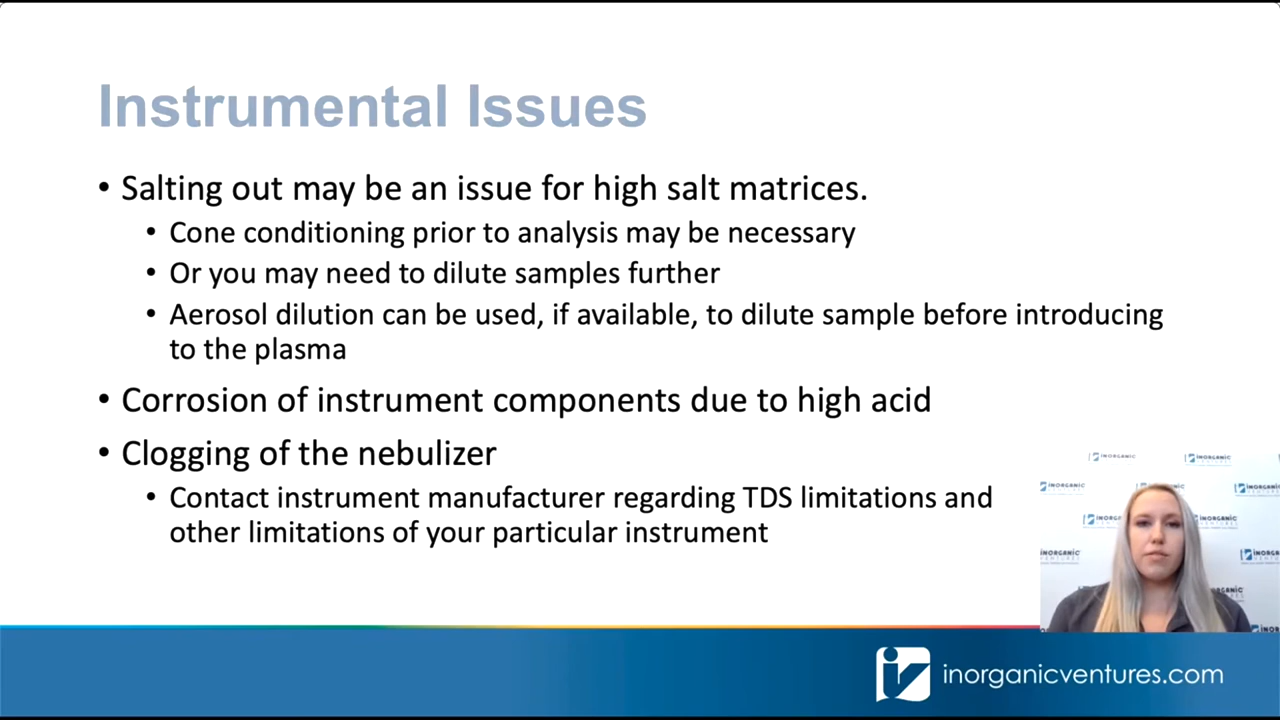 Instrumental Issues
• Salting out may be an issue for high salt matrices.
• Cone conditioning prior to analysis may be necessary
• Or you may need to dilute samples further
• Aerosol dilution can be used, if available, to dilute sample before introducing
to the plasma
• Corrosion of instrument components due to high acid
• Clogging of the nebulizer
• Contact instrument manufacturer regarding TDS limitations and
other limitations of your particular instrument
INORGANIC
INORGANIC
INORGANIC
inorganicventures.com